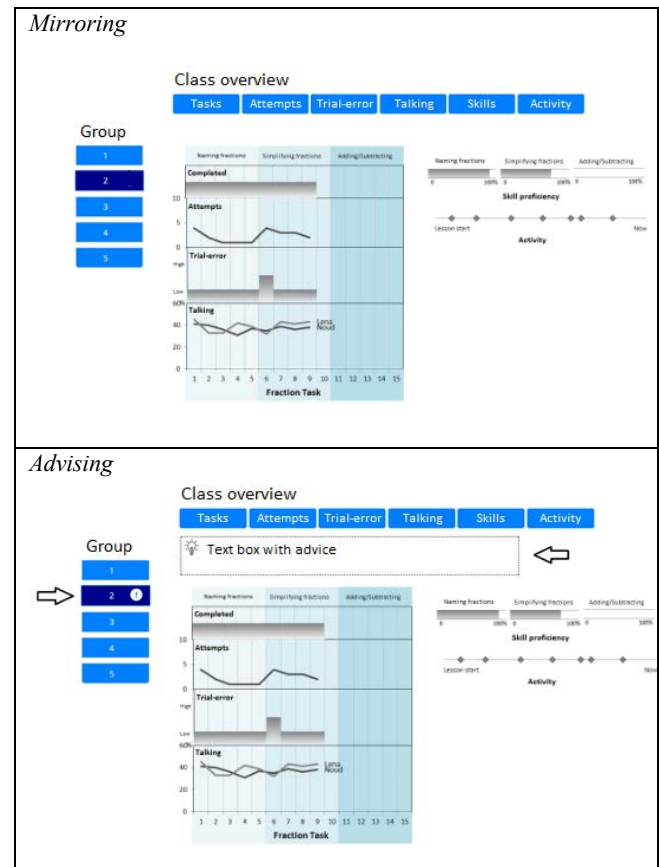 Mirroring
Class overview
Tasks Attempts Trial-error Talking Skills Activity
Group
1
2
3
4
5
Naming fractions Simplifying fractions Adding/Subtracting
Completed
10
Attempts
5
0
Trial-error
High
Low
60%
Talking
40
Lena
Noud
20
0
1 2 3 4 5 6 7 8 9 10 11 12 13 14 15
Fraction Task
Naming fractions Simplifying fractions Adding/Subtracting
0 100% 0 100% 0 100%
Skill proficiency
Lesson start Now
Activity
Advising
Class overview
Tasks Attempts Trial-error Talking Skills Activity
Group
Text box with advice
1
2 !
3
4
5
Naming fractions Simplifying fractions Adding/Subtracting
Completed
10
Attempts
5
0
Trial-error
High
Low
60%
Talking
40
Lena
Noud
20
0
1 2 3 4 5 6 7 8 9 10 11 12 13 14 15
Fraction Task
Naming fractions Simplifying fractions Adding/Subtracting
0 100% 0 100% 0 100%
Skill proficiency
Lesson start Now
Activity